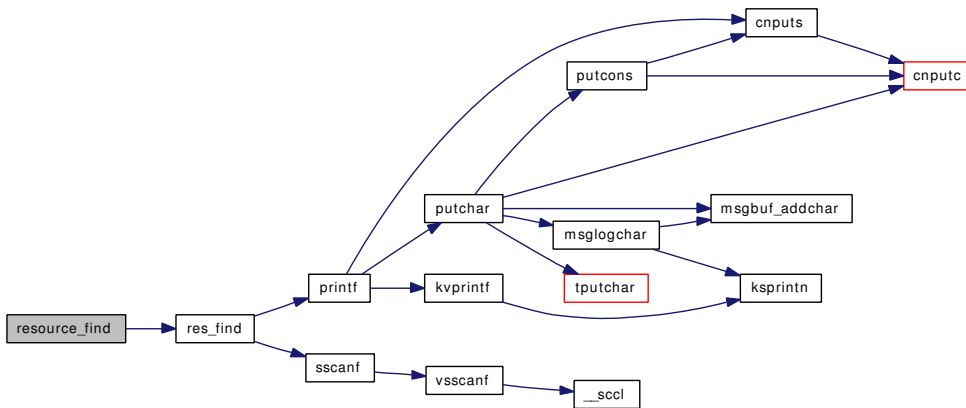 cnputs
putcons
cnputc
putchar
msgbuf_addchar
msglogchar
printf
kvprintf
tputchar
ksprintn
resource_find
res_find
sscanf
vsscanf
__sccl